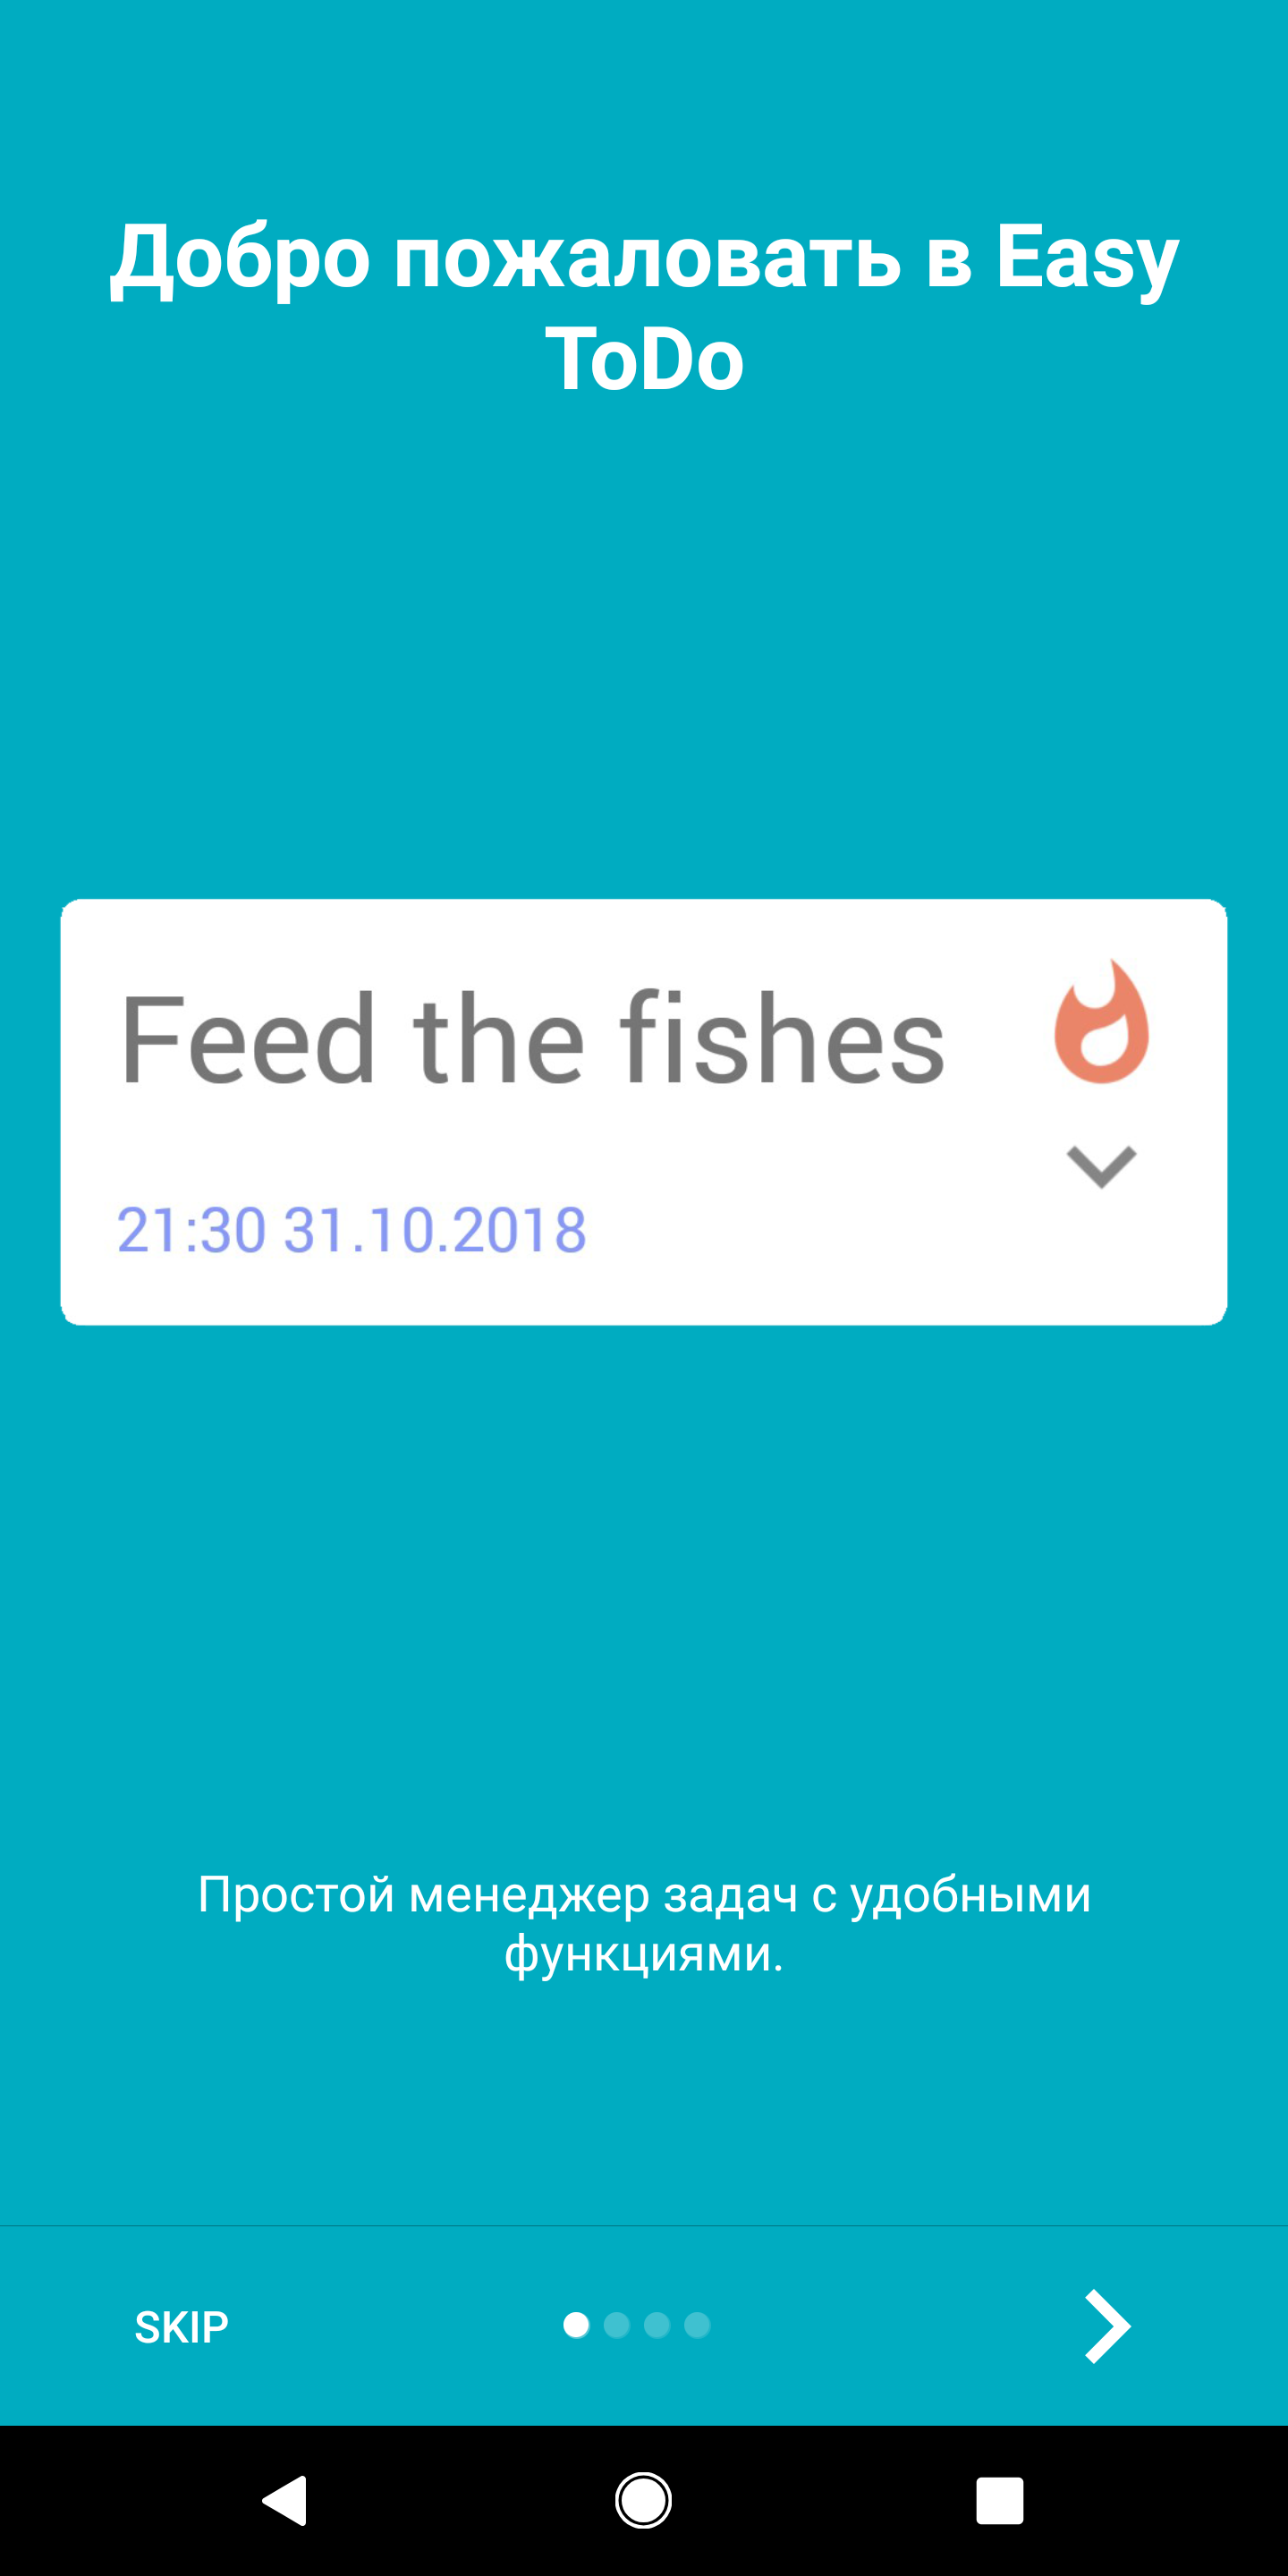 Добро пожаловать в Easy
ToDo
Feed the fishes
21:30 31.10.2018
Простой менеджер задач с удобными
функциями.
SKIP